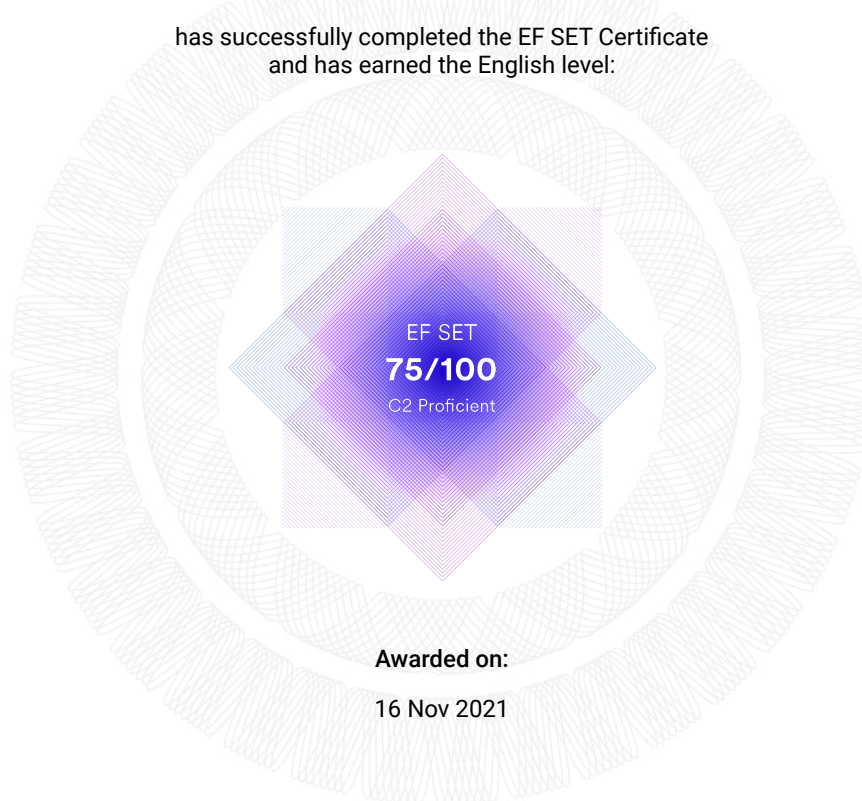 has successfully completed the EF SET Certificate
and has earned the English level:
EF SET
75/100
C2 Proficient
Awarded on:
16 Nov 2021